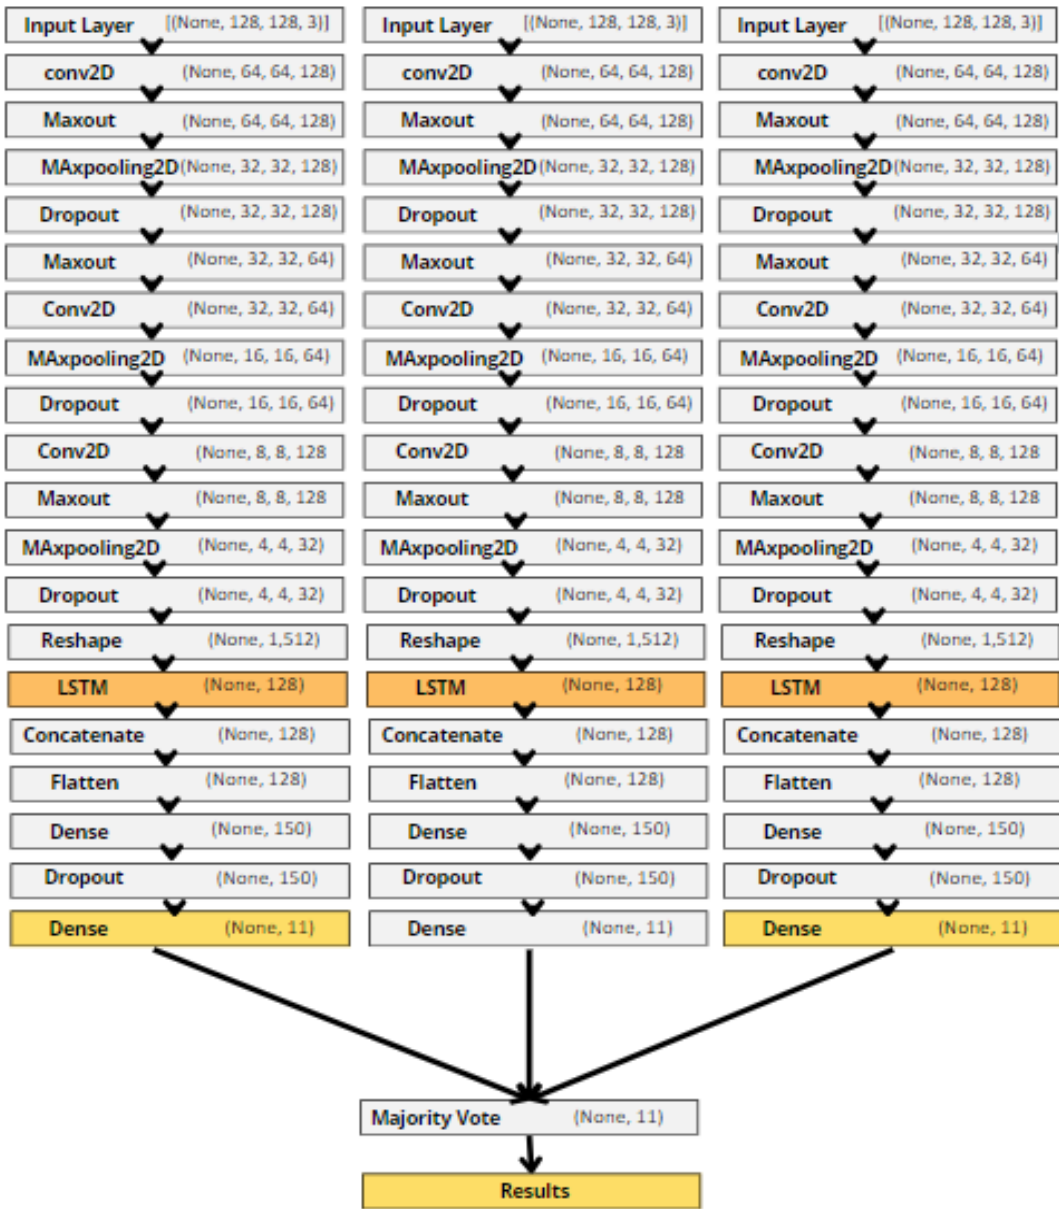 Input Layer [(None, 128, 128, 3)] Input Layer [(None, 128, 128, 3)] Input Layer [(None, 128, 128, 3)]
conv2D (None, 64, 64, 128) conv2D (None, 64, 64, 128) conv2D (None, 64, 64, 128)
Maxout (None, 64, 64, 128) Maxout (None, 64, 64, 128) Maxout (None, 64, 64, 128)
MAxpooling2D (None, 32, 32, 128) MAxpooling2D (None, 32, 32, 128) MAxpooling2D (None, 32, 32, 128)
Dropout (None, 32, 32, 128) Dropout (None, 32, 32, 128) Dropout (None, 32, 32, 128)
Maxout (None, 32, 32, 64) Maxout (None, 32, 32, 64) Maxout (None, 32, 32, 64)
Conv2D (None, 32, 32, 64) Conv2D (None, 32, 32, 64) Conv2D (None, 32, 32, 64)
MAxpooling2D (None, 16, 16, 64) MAxpooling2D (None, 16, 16, 64) MAxpooling2D (None, 16, 16, 64)
Dropout (None, 16, 16, 64) Dropout (None, 16, 16, 64) Dropout (None, 16, 16, 64)
Conv2D (None, 8, 8, 128 Conv2D (None, 8, 8, 128 Conv2D (None, 8, 8, 128
Maxout (None, 8, 8, 128 Maxout (None, 8, 8, 128 Maxout (None, 8, 8, 128
MAxpooling2D (None, 4, 4, 32) MAxpooling2D (None, 4, 4, 32) MAxpooling2D (None, 4, 4, 32)
Dropout (None, 4, 4, 32) Dropout (None, 4, 4, 32) Dropout (None, 4, 4, 32)
Reshape (None, 1,512) Reshape (None, 1,512) Reshape (None, 1,512)
LSTM (None, 128) LSTM (None, 128) LSTM (None, 128)
Concatenate (None, 128) Concatenate (None, 128) Concatenate (None, 128)
Flatten (None, 128) Flatten (None, 128) Flatten (None, 128)
Dense (None, 150) Dense (None, 150) Dense (None, 150)
Dropout (None, 150) Dropout (None, 150) Dropout (None, 150)
Dense (None, 11) Dense (None, 11) Dense (None, 11)
Majority Vote (None, 11)
Results